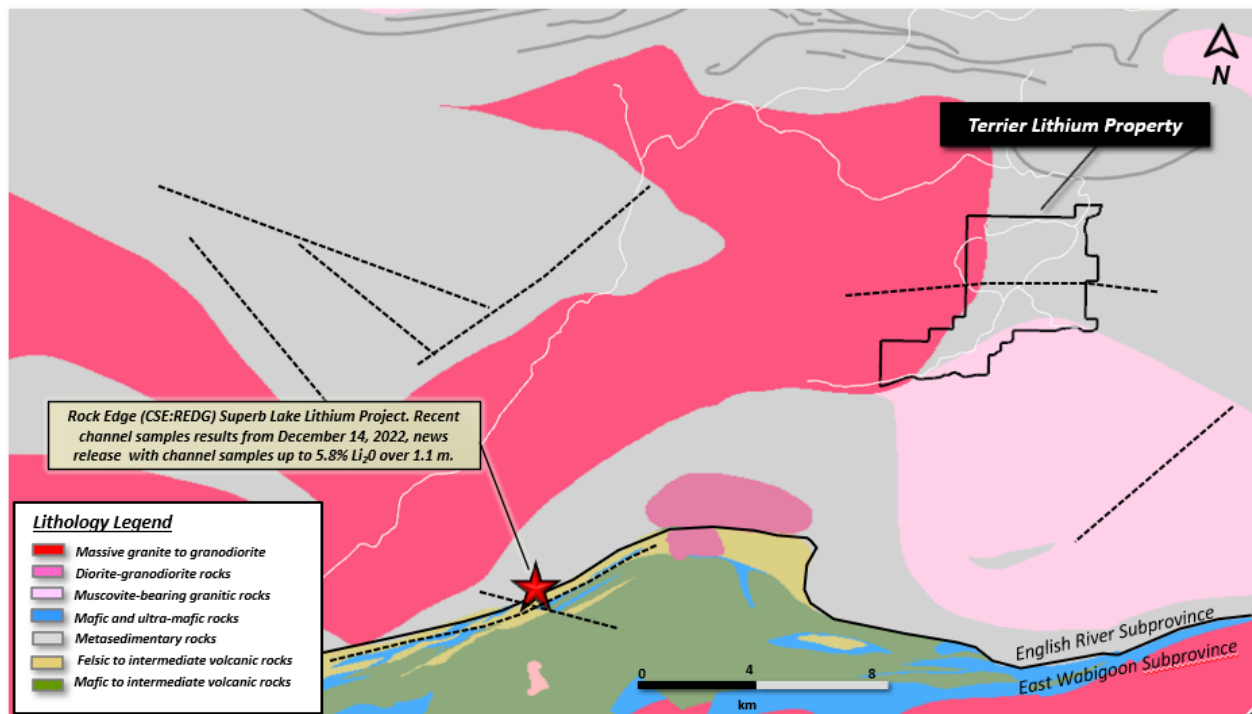 N
Terrier Lithium Property
Rock Edge (CSE:REDG) Superb Lake Lithium Project. Recent
channel samples results from December 14, 2022, news
release with channel samples up to 5.8% Li₂0 over 1.1 m.
Lithology Legend
Massive granite to granodiorite
Diorite-granodiorite rocks
Muscovite-bearing granitic rocks
Mafic and ultra-mafic rocks
Metasedimentary rocks
Felsic to intermediate volcanic rocks
Mafic to intermediate volcanic rocks
English River Subprovince
East Wabigoon Subprovince
0 4 8
km